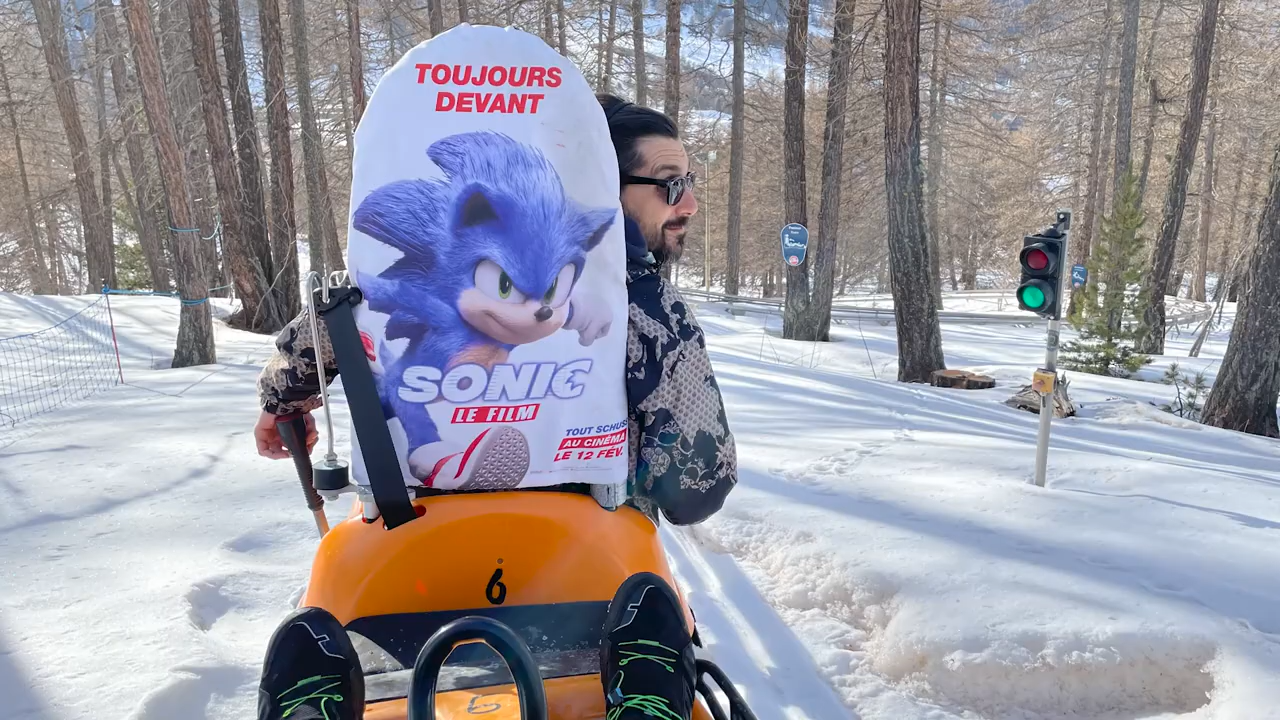 TOUJOURS
DEVANT
SONIC
LE FILM
TOUT SCHUSS
AU CINÉMA
LE 12 FÉV.
6